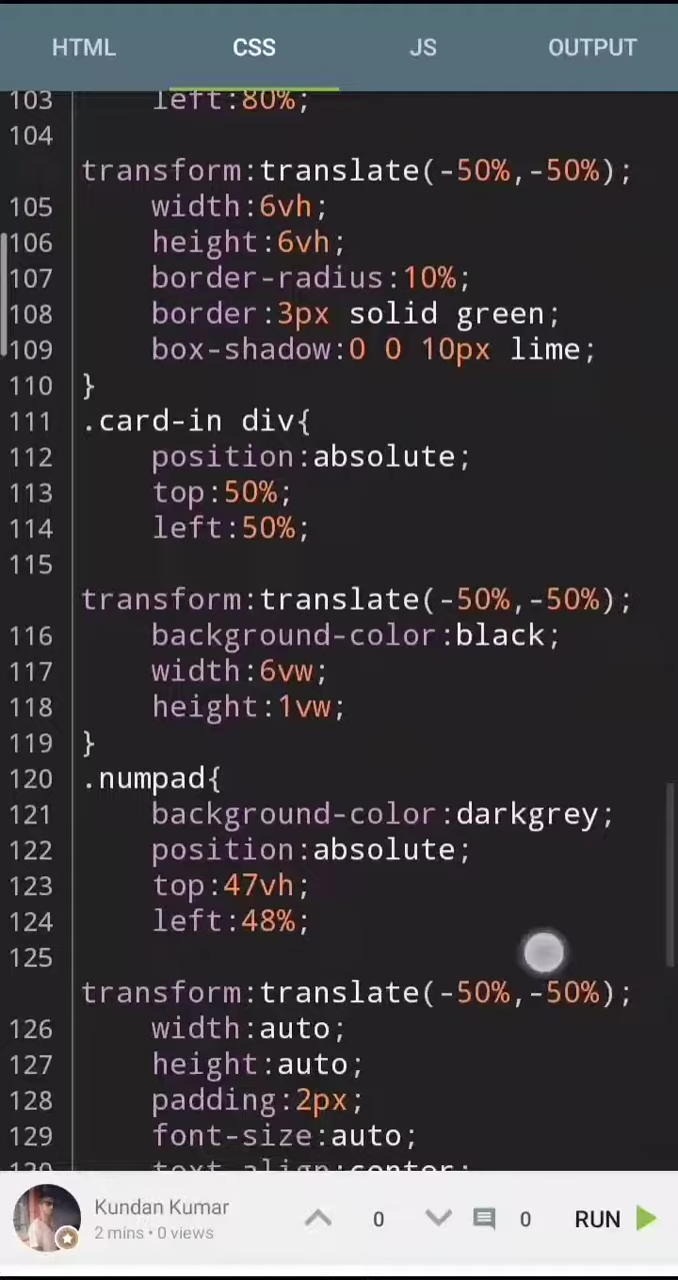 HTML CSS JS OUTPUT
103 left:80%;
104
transform:translate(-50%,-50%);
105 width:6vh;
106 height:6vh;
107 border-radius:10%;
108 border:3px solid green;
109 box-shadow:0 0 10px lime;
110 }
111 .card-in div{
112 position:absolute;
113 top:50%;
114 left:50%;
115
transform:translate(-50%,-50%);
116 background-color:black;
117 width:6vw;
118 height:1vw;
119 }
120 .numpad{
121 background-color:darkgrey;
122 position:absolute;
123 top:47vh;
124 left:48%;
125
transform:translate(-50%,-50%);
126 width:auto;
127 height:auto;
128 padding:2px;
129 font-size:auto;
130 text-align:center;
Kundan Kumar
2 mins • 0 views
0 0 RUN